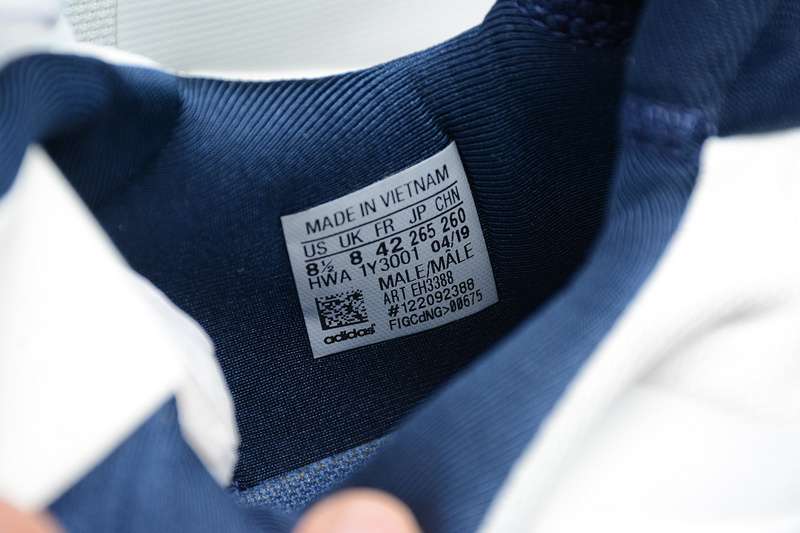 MADE IN VIETNAM
US UK FR JP CHN
8½ 8 42 265 260
HWA 1Y3001 04/19
MALE/MÂLE
ART EH3388
#122092388
FIGCdNG>00675
adidas